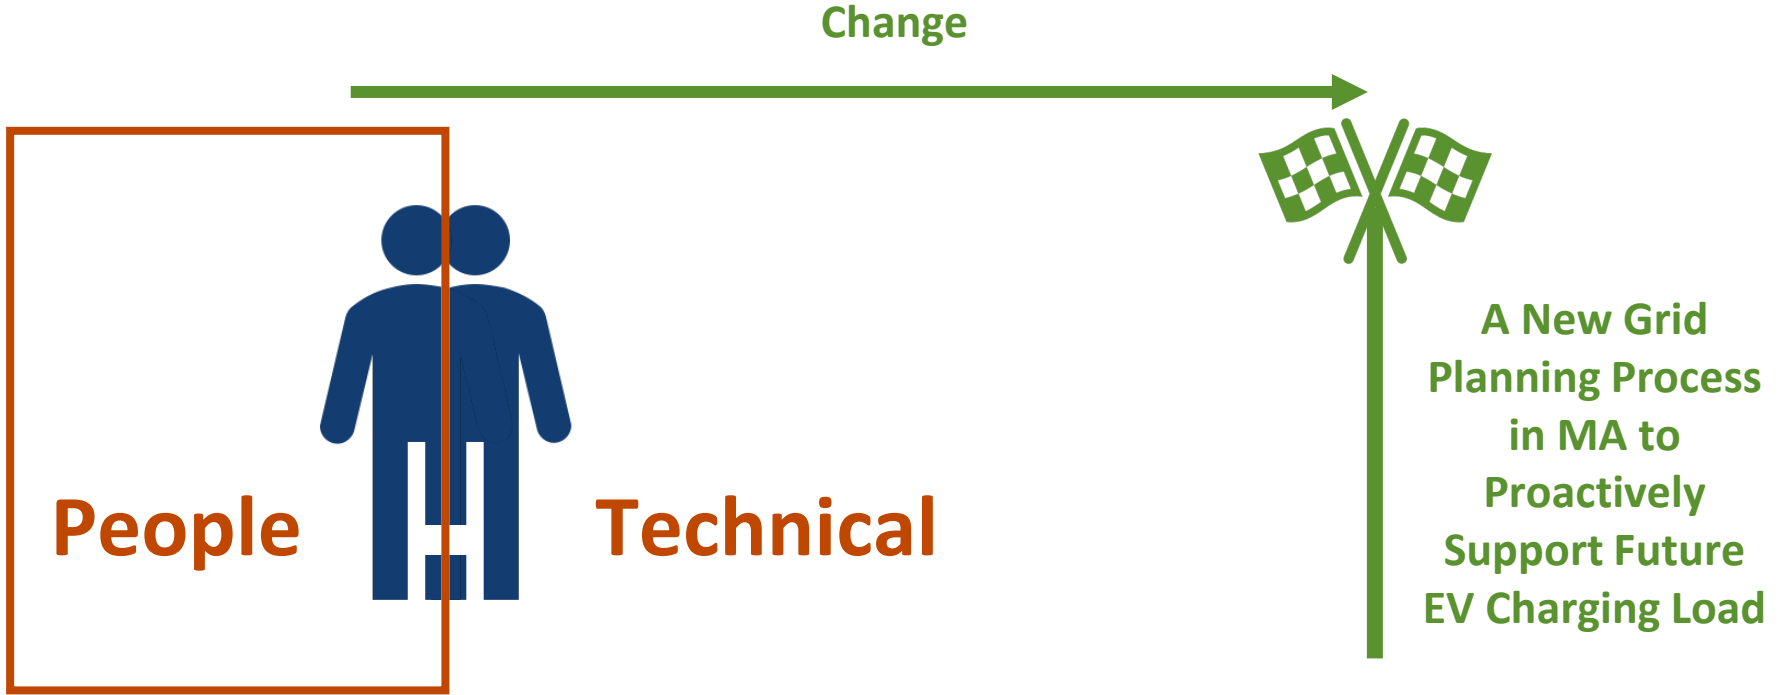 Change
People
Technical
A New Grid
Planning Process
in MA to
Proactively
Support Future
EV Charging Load